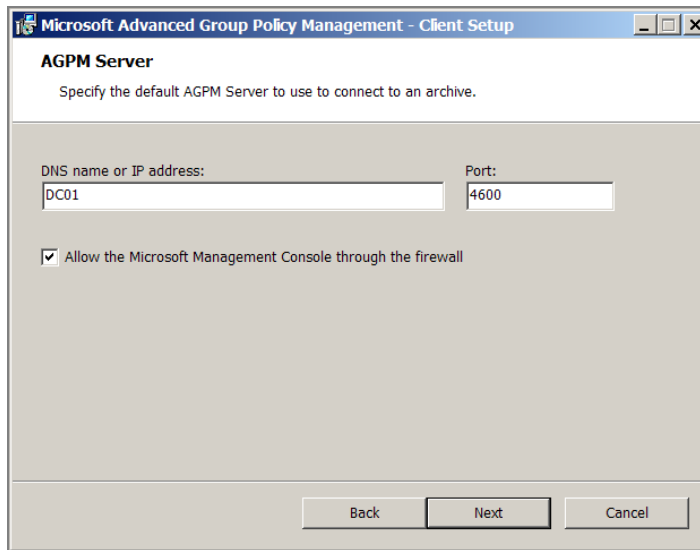 Microsoft Advanced Group Policy Management - Client Setup
AGPM Server
Specify the default AGPM Server to use to connect to an archive.
DNS name or IP address: Port:
DC01 4600
Allow the Microsoft Management Console through the firewall
Back Next Cancel